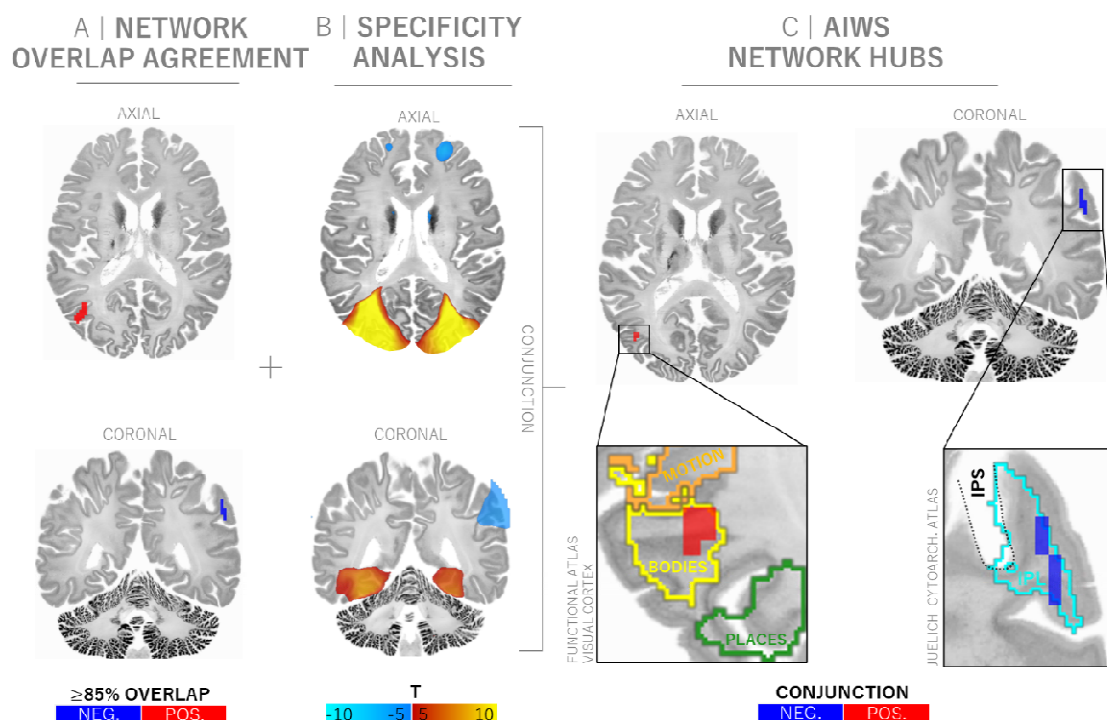 A | NETWORK
OVERLAP AGREEMENT
B | SPECIFICITY
ANALYSIS
C | AIWS
NETWORK HUBS
AXIAL
AXIAL
AXIAL
CORONAL
+
CONJUNCTION
CORONAL
CORONAL
FUNCTIONAL ATLAS
VISUAL CORTEX
MOTION
BODIES
PLACES
JUELICH CYTOARCH. ATLAS
IPS
IPL
≥85% OVERLAP
NEG. POS.
T
-10 -5 5 10
CONJUNCTION
NEG. POS.